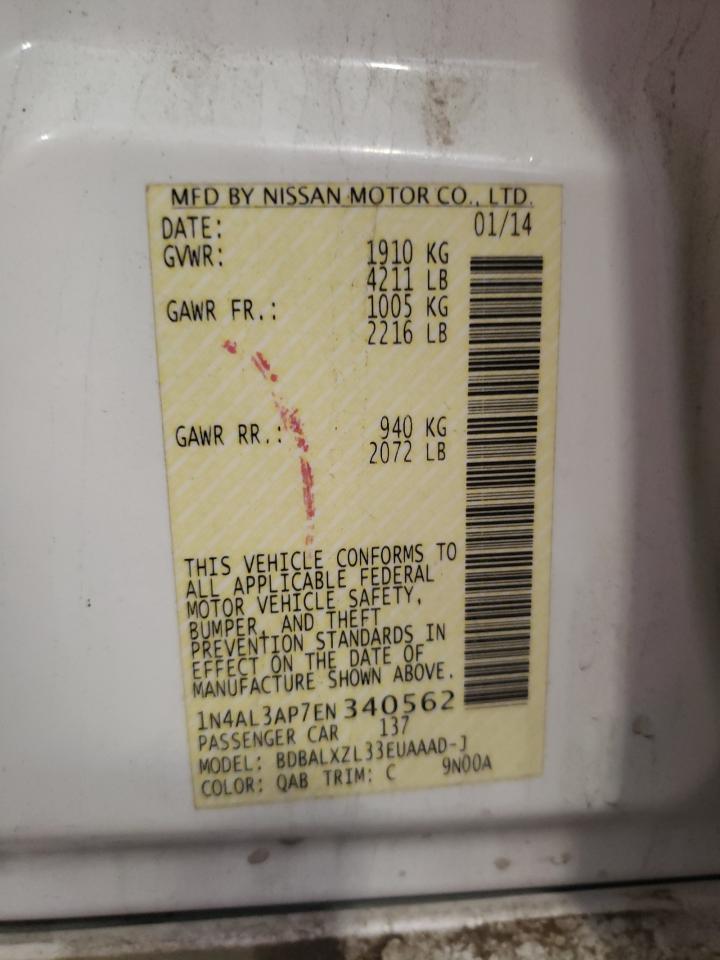 MFD BY NISSAN MOTOR CO., LTD.
DATE: 01/14
GVWR: 1910 KG
4211 LB
GAWR FR.: 1005 KG
2216 LB
GAWR RR.: 940 KG
2072 LB
THIS VEHICLE CONFORMS TO
ALL APPLICABLE FEDERAL
MOTOR VEHICLE SAFETY,
BUMPER, AND THEFT
PREVENTION STANDARDS IN
EFFECT ON THE DATE OF
MANUFACTURE SHOWN ABOVE.
1N4AL3AP7EN340562
PASSENGER CAR 137
MODEL: BDBALXZL33EUAAAD-J
COLOR: QAB TRIM: C 9N00A